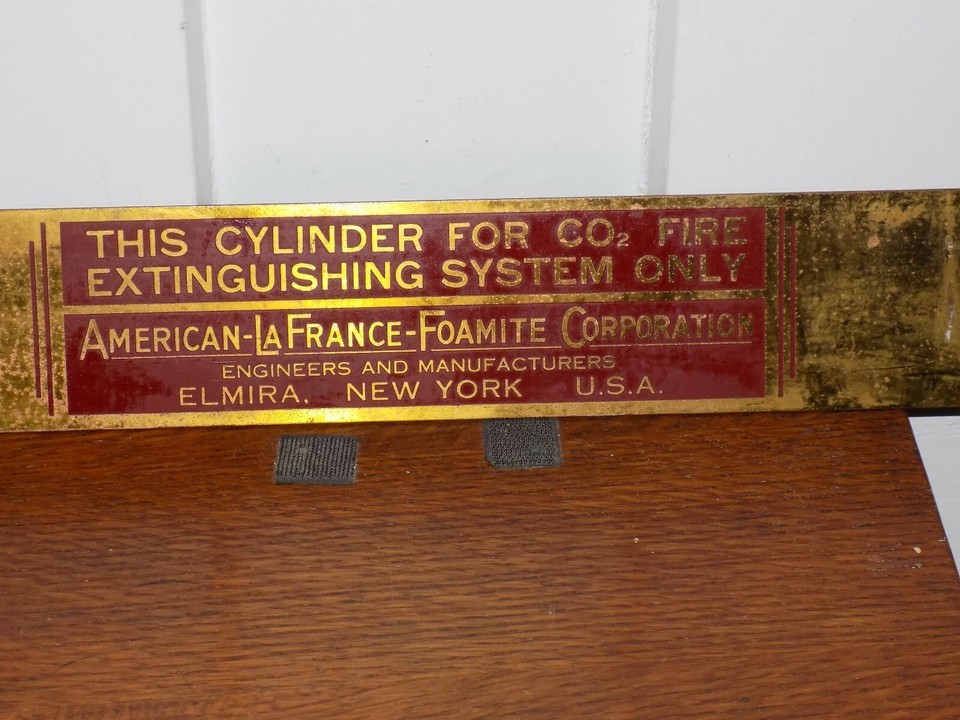 THIS CYLINDER FOR CO₂ FIRE
EXTINGUISHING SYSTEM ONLY
AMERICAN-LAFRANCE-FOAMITE CORPORATION
ENGINEERS AND MANUFACTURERS
ELMIRA, NEW YORK U.S.A.